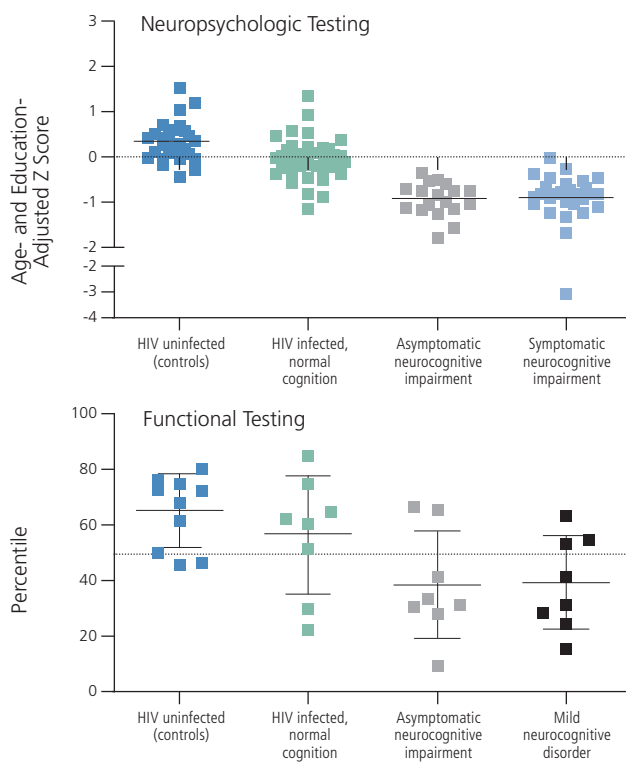 Neuropsychologic Testing
Age- and Education-
Adjusted Z Score
3
2
1
0
-1
-2
-2
-3
-4
HIV uninfected
(controls)
HIV infected,
normal
cognition
Asymptomatic
neurocognitive
impairment
Symptomatic
neurocognitive
impairment
Functional Testing
Percentile
100
80
60
40
20
0
HIV uninfected
(controls)
HIV infected,
normal
cognition
Asymptomatic
neurocognitive
impairment
Mild
neurocognitive
disorder